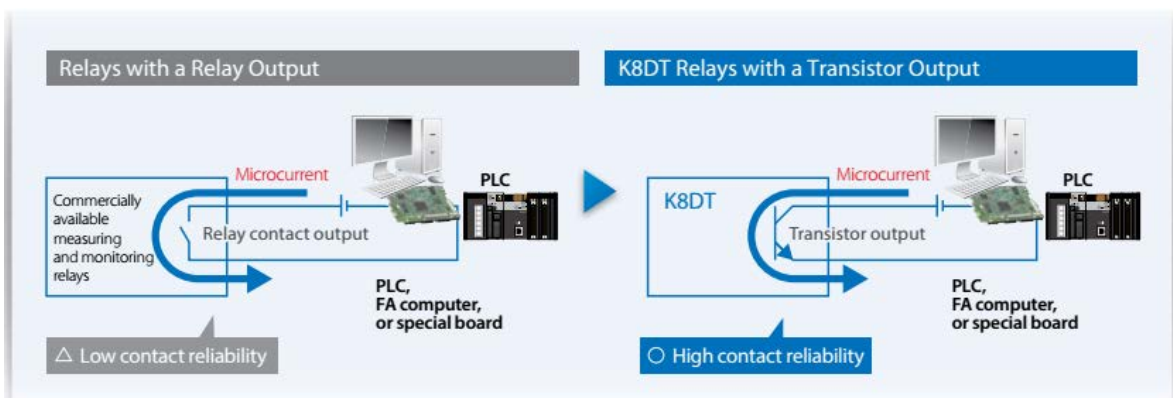 Relays with a Relay Output
Commercially
available
measuring
and monitoring
relays
Microcurrent
Relay contact output
PLC
PLC,
FA computer,
or special board
△ Low contact reliability
K8DT Relays with a Transistor Output
K8DT
Microcurrent
Transistor output
PLC
PLC,
FA computer,
or special board
○ High contact reliability